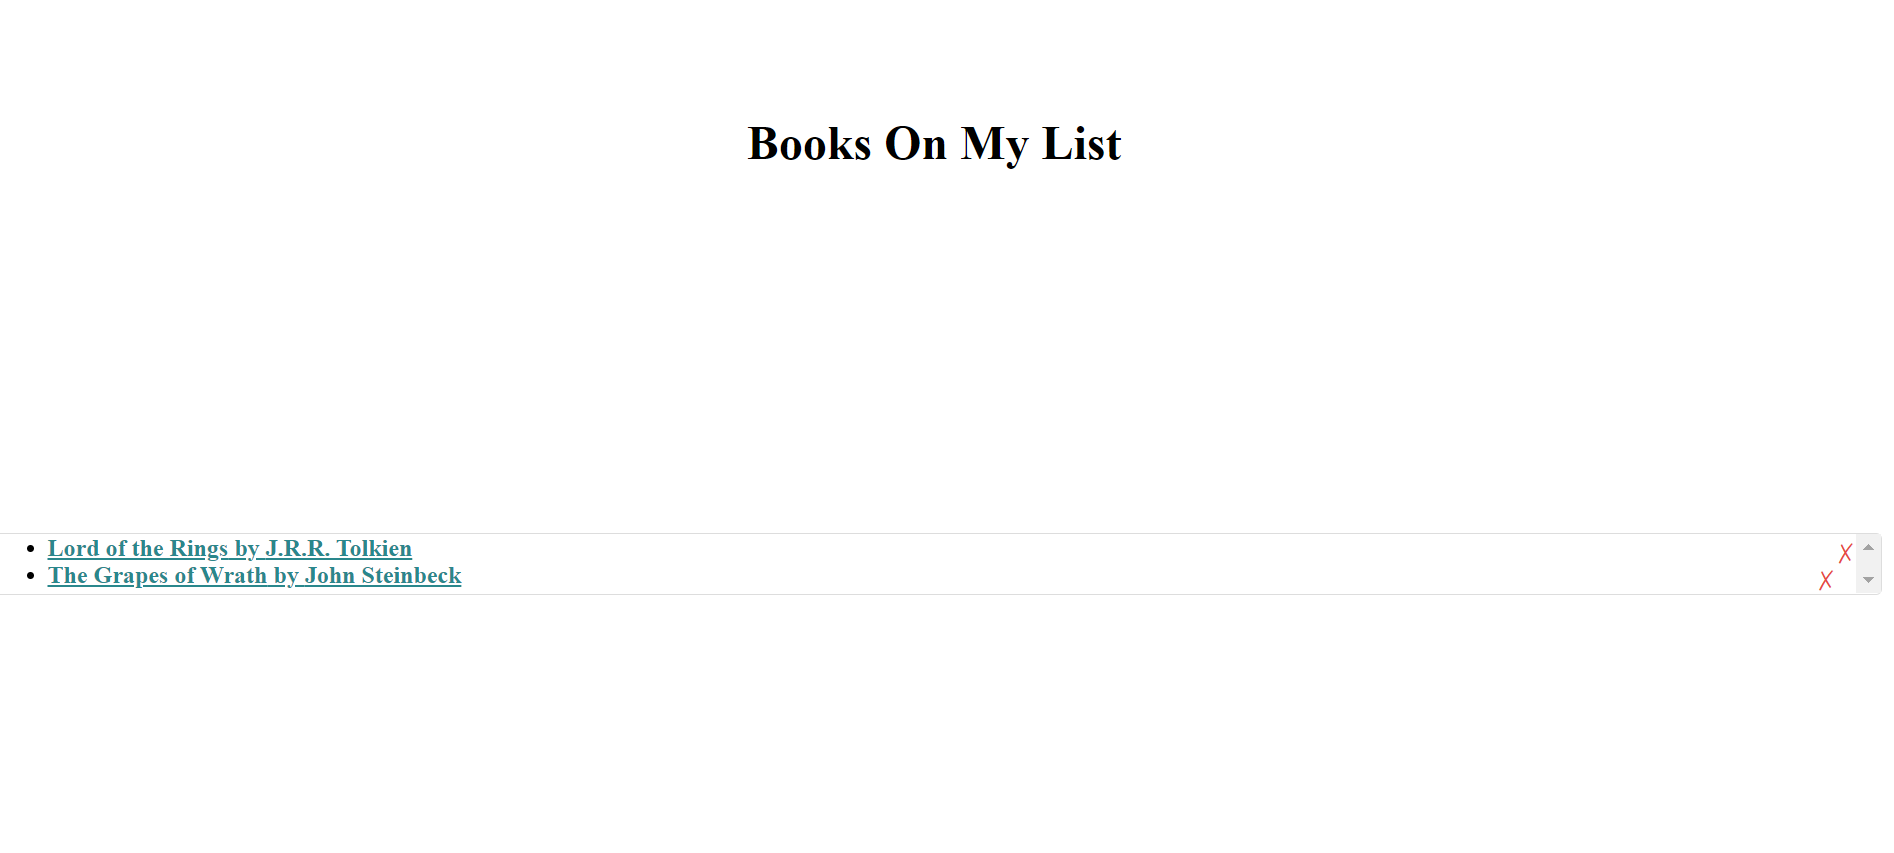 Books On My List
Lord of the Rings by J.R.R. Tolkien X
The Grapes of Wrath by John Steinbeck X